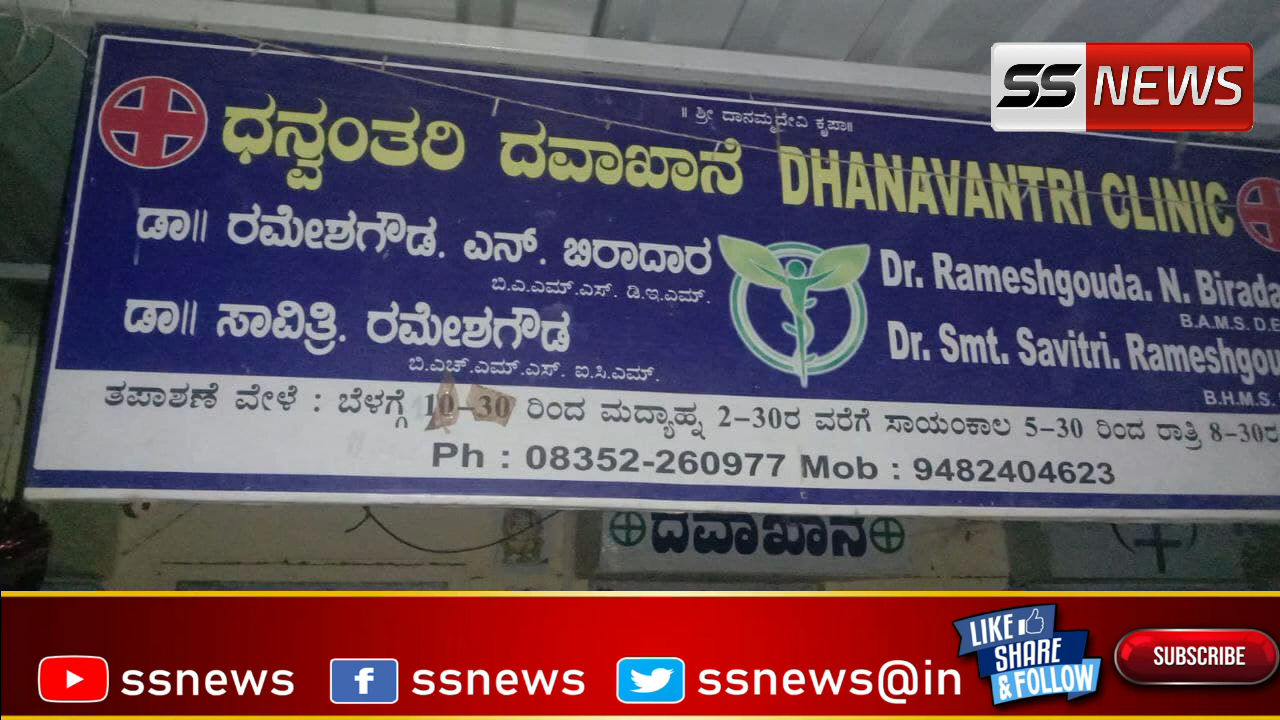 SS NEWS
॥ ಶ್ರೀ ದಾನಮ್ಮದೇವಿ ಕೃಪಾ॥
ಧನ್ವಂತರಿ ದವಾಖಾನೆ DHANAVANTRI CLINIC
ಡಾ॥ ರಮೇಶಗೌಡ. ಎನ್. ಬಿರಾದಾರ
ಬಿ.ಎ.ಎಮ್.ಎಸ್. ಡಿ.ಇ.ಎಮ್.
Dr. Rameshgouda. N. Birada
B.A.M.S. D.E
ಡಾ॥ ಸಾವಿತ್ರಿ. ರಮೇಶಗೌಡ
ಬಿ.ಎಚ್.ಎಮ್.ಎಸ್. ಐ.ಸಿ.ಎಮ್.
Dr. Smt. Savitri. Rameshgou
B.H.M.S.
ತಪಾಶಣೆ ವೇಳೆ : ಬೆಳಗ್ಗೆ 10-30 ರಿಂದ ಮದ್ಯಾಹ್ನ 2-30ರ ವರೆಗೆ ಸಾಯಂಕಾಲ 5-30 ರಿಂದ ರಾತ್ರಿ 8-30ರ
Ph : 08352-260977 Mob : 9482404623
ದವಾಖಾನ
ssnews
ssnews
ssnews@in
LIKE
SHARE
& FOLLOW
SUBSCRIBE